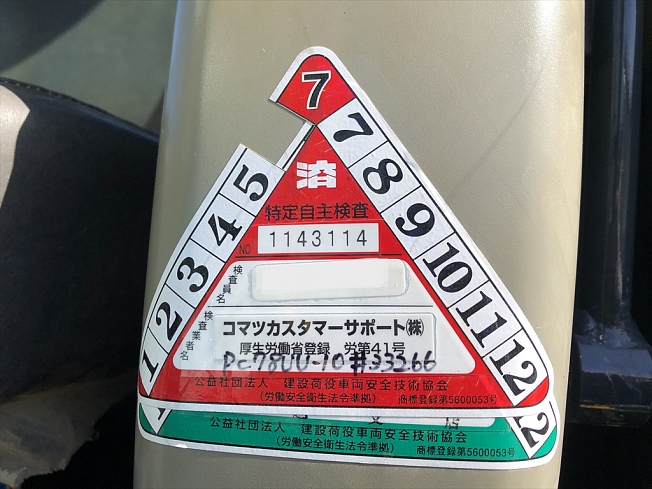 7
1 2 3 4 5 7 8 9 10 11 12
済
特定自主検査
NO. 1143114
検査員名
検査業者名
コマツカスタマーサポート㈱
厚生労働省登録 労第41号
PC78UU-10 #33266
公益社団法人 建設荷役車両安全技術協会
(労働安全衛生法令準拠) 商標登録第5600053号
支店
12
公益社団法人 建設荷役車両安全技術協会
(労働安全衛生法令準拠) 商標登録第5600053号